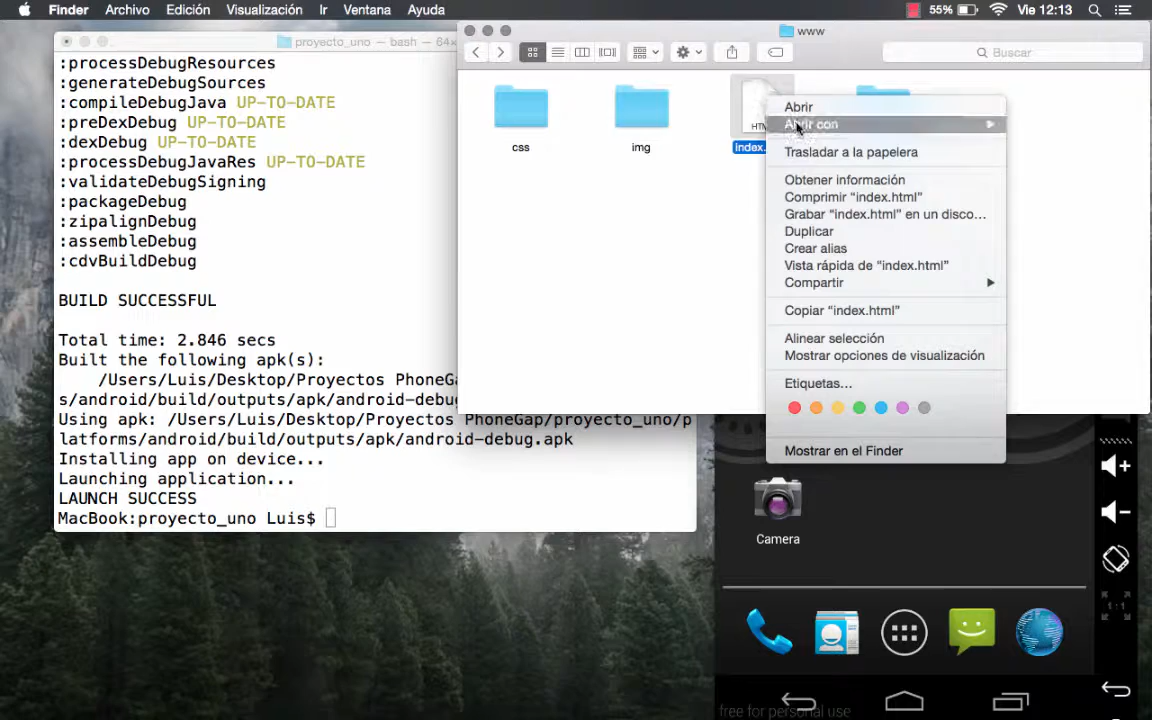 Finder Archivo Edición Visualización Ir Ventana Ayuda 55% Vie 12:13
proyecto_uno — bash — 64×
:processDebugResources
:generateDebugSources
:compileDebugJava UP-TO-DATE
:preDexDebug UP-TO-DATE
:dexDebug UP-TO-DATE
:processDebugJavaRes UP-TO-DATE
:validateDebugSigning
:packageDebug
:zipalignDebug
:assembleDebug
:cdvBuildDebug
BUILD SUCCESSFUL
Total time: 2.846 secs
Built the following apk(s):
/Users/Luis/Desktop/Proyectos PhoneGa
s/android/build/outputs/apk/android-debug
Using apk: /Users/Luis/Desktop/Proyectos PhoneGap/proyecto_uno/p
latforms/android/build/outputs/apk/android-debug.apk
Installing app on device...
Launching application...
LAUNCH SUCCESS
MacBook:proyecto_uno Luis$
www
Buscar
css
img
HTM
index.
Abrir
Abrir con
Trasladar a la papelera
Obtener información
Comprimir “index.html”
Grabar “index.html” en un disco...
Duplicar
Crear alias
Vista rápida de “index.html”
Compartir
Copiar “index.html”
Alinear selección
Mostrar opciones de visualización
Etiquetas...
Mostrar en el Finder
Camera
1:1
free for personal use